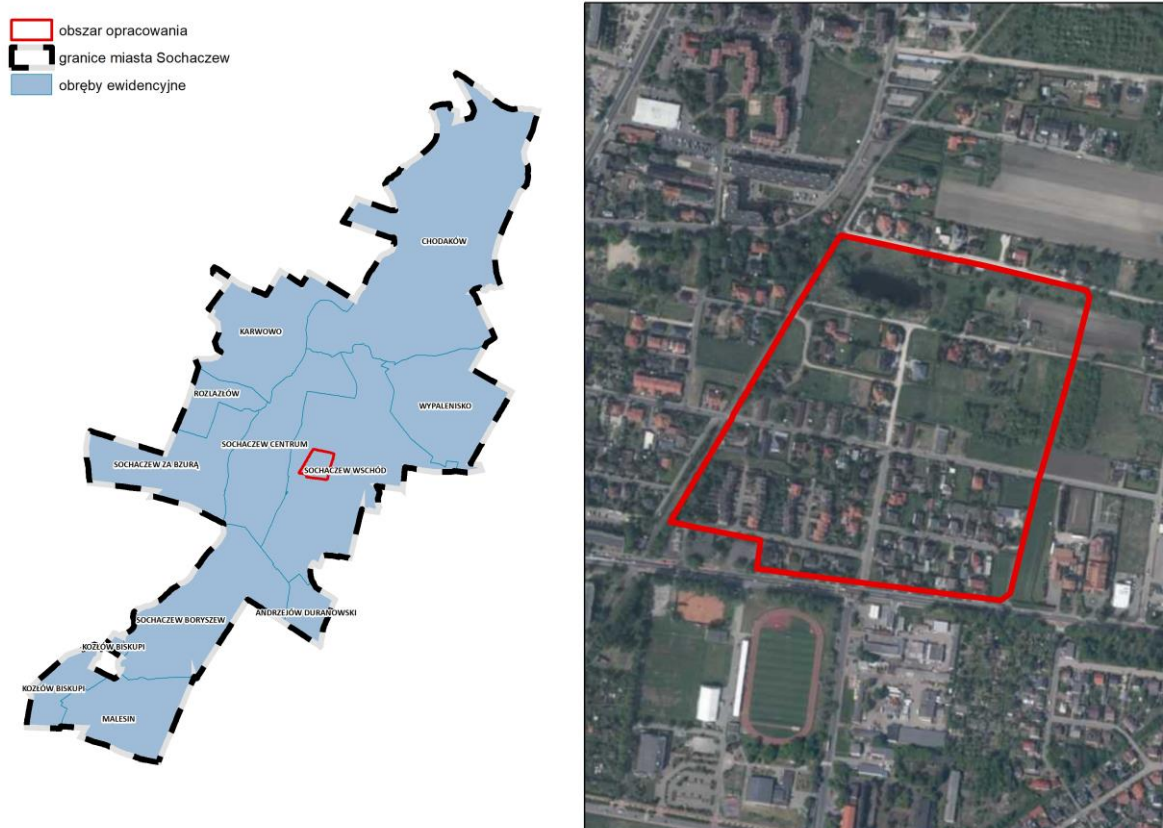 obszar opracowania
granice miasta Sochaczew
obręby ewidencyjne
CHODAKÓW
KARWOWO
ROZLAZŁÓW
WYPALENISKO
SOCHACZEW CENTRUM
SOCHACZEW ZA BZURĄ
SOCHACZEW WSCHÓD
ANDRZEJÓW DURANOWSKI
SOCHACZEW BORYSZEW
KOZŁÓW BISKUPI
KOZŁÓW BISKUPI
MALESIN